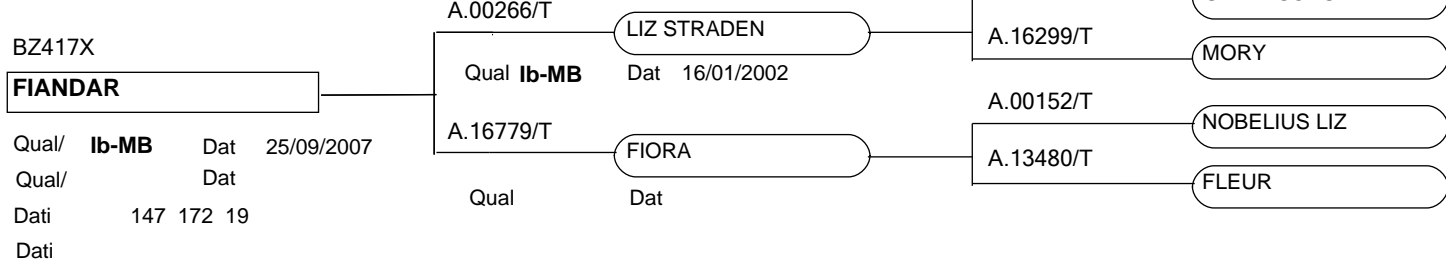 A.00266/T
LIZ STRADEN
A.16299/T
MORY
BZ417X
Qual Ib-MB Dat 16/01/2002
FIANDAR
A.00152/T
NOBELIUS LIZ
A.16779/T
FIORA
A.13480/T
FLEUR
Qual/ Ib-MB Dat 25/09/2007
Qual/ Dat
Qual Dat
Dati 147 172 19
Dati